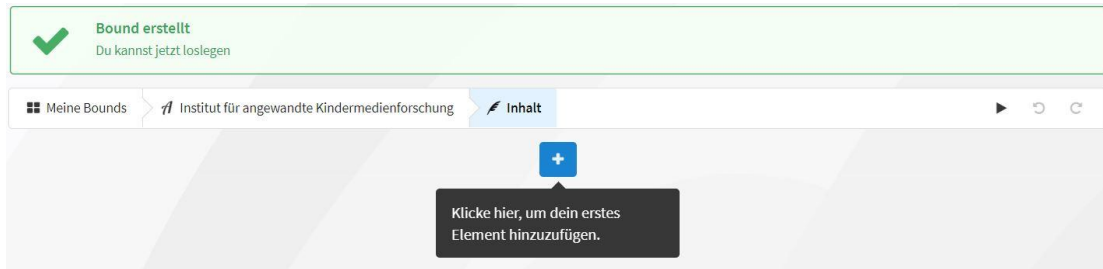 Bound erstellt
Du kannst jetzt loslegen
Meine Bounds Institut für angewandte Kindermedienforschung Inhalt
Klicke hier, um dein erstes
Element hinzuzufügen.